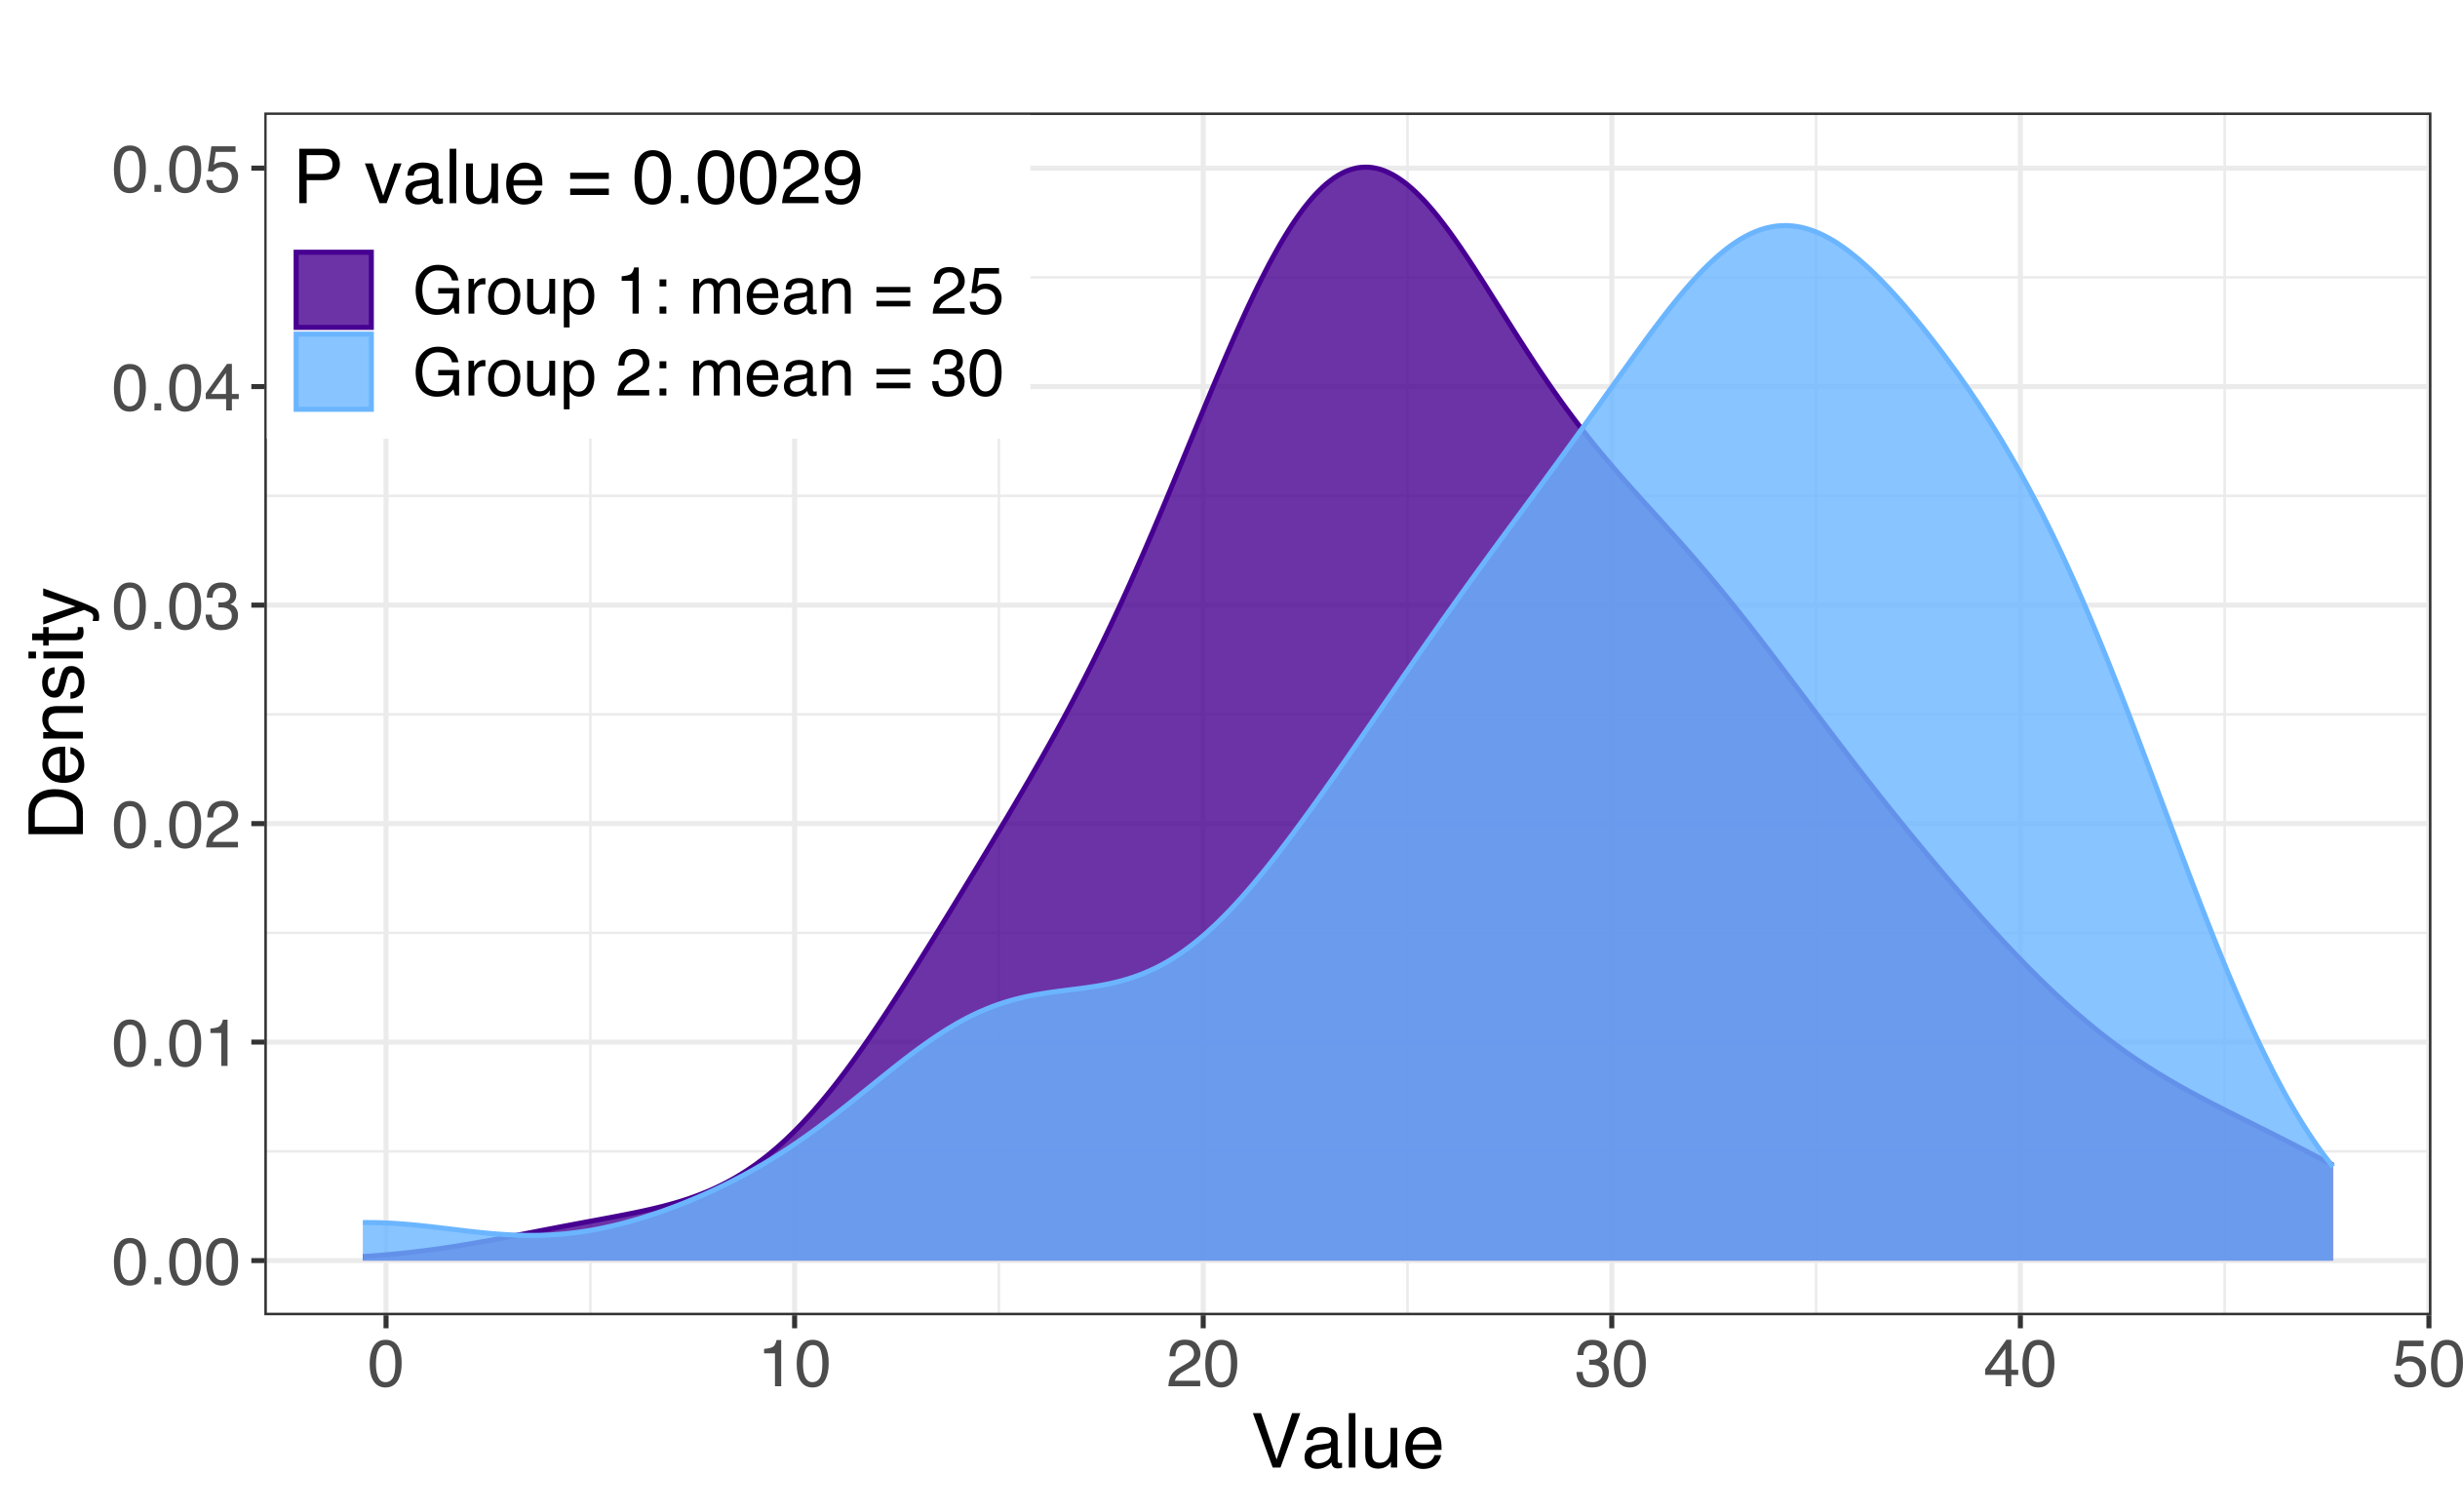 P value = 0.0029
Group 1: mean = 25
Group 2: mean = 30
0.05
0.04
0.03
0.02
0.01
0.00
Density
0 10 20 30 40 50
Value